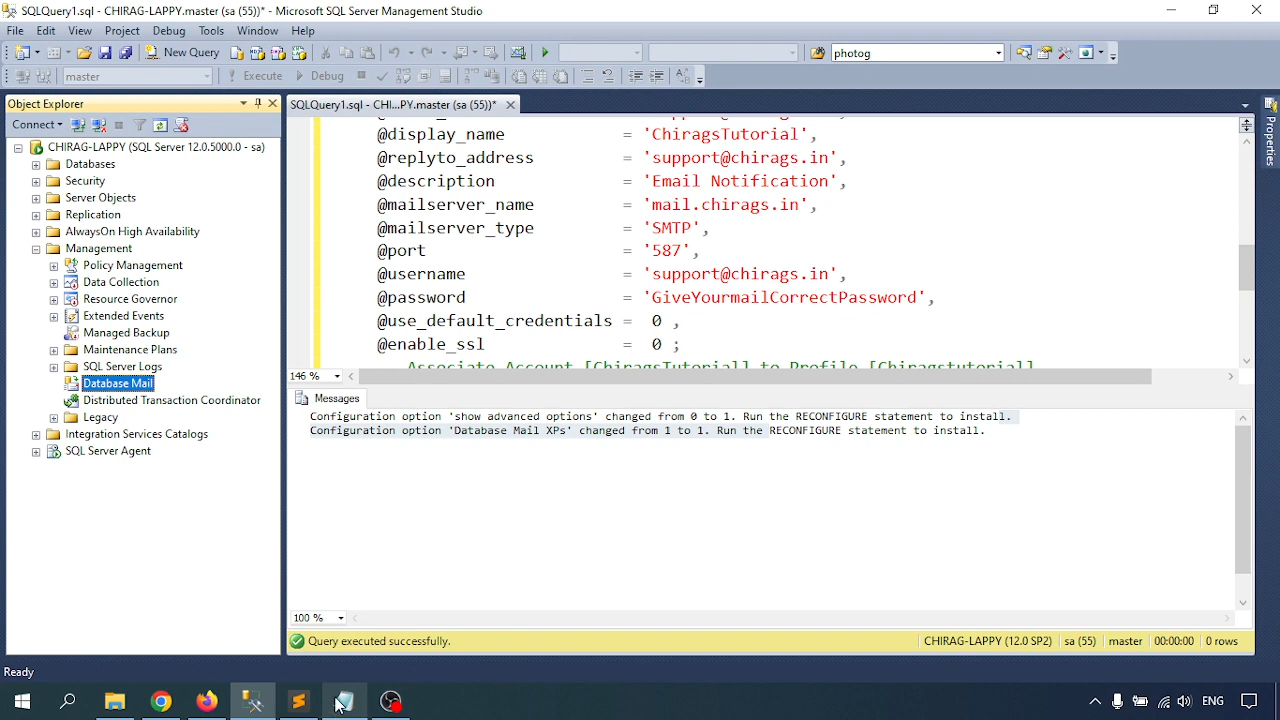 SQLQuery1.sql - CHIRAG-LAPPY.master (sa (55))* - Microsoft SQL Server Management Studio
File Edit View Project Debug Tools Window Help
New Query
photog
master
Execute
Debug
Object Explorer
SQLQuery1.sql - CHI...PY.master (sa (55))*
Connect
CHIRAG-LAPPY (SQL Server 12.0.5000.0 - sa)
Databases
Security
Server Objects
Replication
AlwaysOn High Availability
Management
Policy Management
Data Collection
Resource Governor
Extended Events
Managed Backup
Maintenance Plans
SQL Server Logs
Database Mail
Distributed Transaction Coordinator
Legacy
Integration Services Catalogs
SQL Server Agent
@display_name = 'ChiragsTutorial',
@replyto_address = 'support@chirags.in',
@description = 'Email Notification',
@mailserver_name = 'mail.chirags.in',
@mailserver_type = 'SMTP',
@port = '587',
@username = 'support@chirags.in',
@password = 'GiveYourmailCorrectPassword',
@use_default_credentials = 0 ,
@enable_ssl = 0 ;
Associate Account [ChiragsTutorial] to Profile [Chiragstutorial]
146 %
Messages
Configuration option 'show advanced options' changed from 0 to 1. Run the RECONFIGURE statement to install.
Configuration option 'Database Mail XPs' changed from 1 to 1. Run the RECONFIGURE statement to install.
100 %
Query executed successfully.
CHIRAG-LAPPY (12.0 SP2) sa (55) master 00:00:00 0 rows
Properties
Ready
ENG